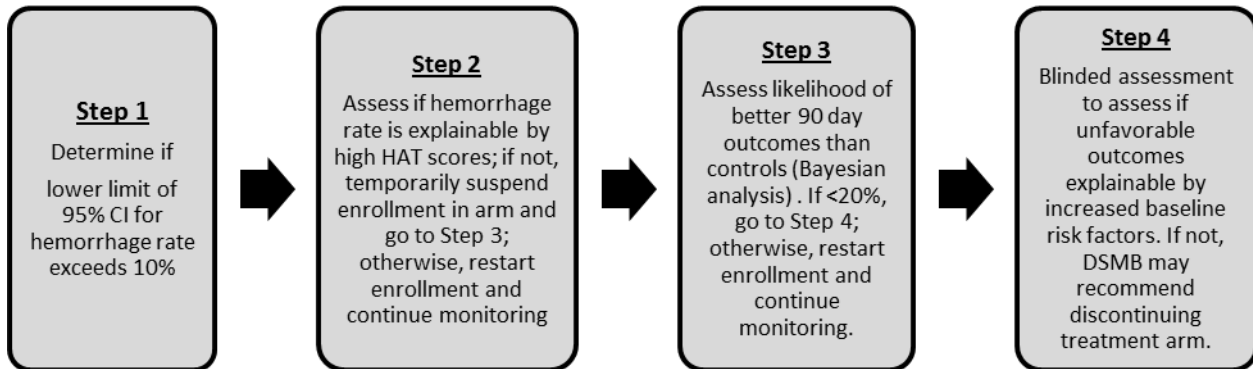 Step 1
Determine if
lower limit of
95% CI for
hemorrhage rate
exceeds 10%
Step 2
Assess if hemorrhage
rate is explainable by
high HAT scores; if not,
temporarily suspend
enrollment in arm and
go to Step 3;
otherwise, restart
enrollment and
continue monitoring
Step 3
Assess likelihood of
better 90 day
outcomes than
controls (Bayesian
analysis) . If <20%,
go to Step 4;
otherwise, restart
enrollment and
continue
monitoring.
Step 4
Blinded assessment
to assess if
unfavorable
outcomes
explainable by
increased baseline
risk factors. If not,
DSMB may
recommend
discontinuing
treatment arm.